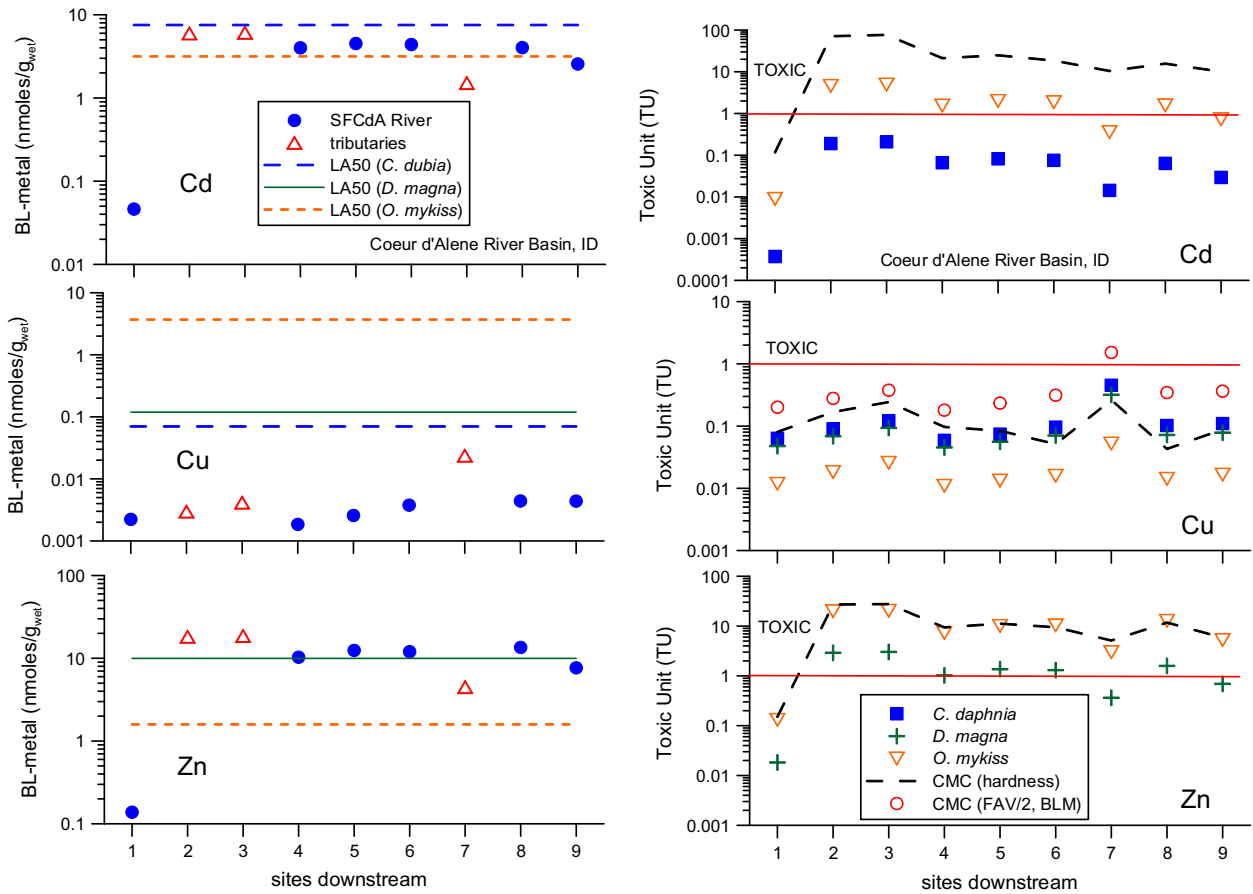 BL-metal (nmoles/gwet)
10
1
0.1
0.01
SFCdA River
tributaries
LA50 (C. dubia)
LA50 (D. magna)
LA50 (O. mykiss)
Cd
Coeur d'Alene River Basin, ID
BL-metal (nmoles/gwet)
10
1
0.1
0.01
0.001
Cu
BL-metal (nmoles/gwet)
100
10
1
0.1
Zn
1 2 3 4 5 6 7 8 9
sites downstream
Toxic Unit (TU)
100
10
1
0.1
0.01
0.001
0.0001
TOXIC
Coeur d'Alene River Basin, ID
Cd
Toxic Unit (TU)
10
1
0.1
0.01
0.001
TOXIC
Cu
Toxic Unit (TU)
100
10
1
0.1
0.01
0.001
TOXIC
C. daphnia
D. magna
O. mykiss
CMC (hardness)
CMC (FAV/2, BLM)
Zn
1 2 3 4 5 6 7 8 9
sites downstream